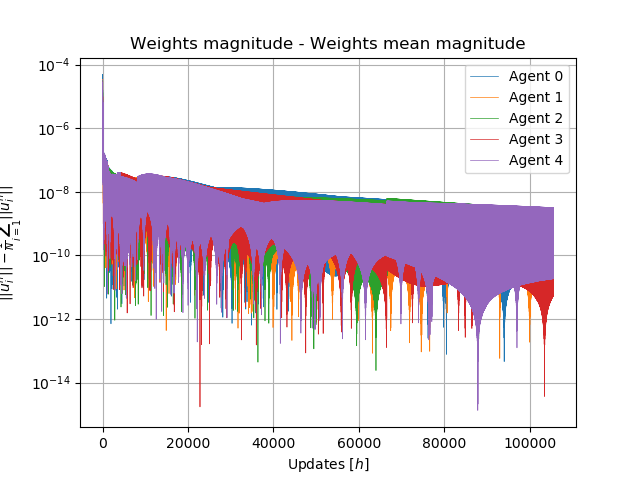 Weights magnitude - Weights mean magnitude
10⁻⁴
10⁻⁶
10⁻⁸
10⁻¹⁰
10⁻¹²
10⁻¹⁴
Agent 0
Agent 1
Agent 2
Agent 3
Agent 4
0 20000 40000 60000 80000 100000
Updates [h]